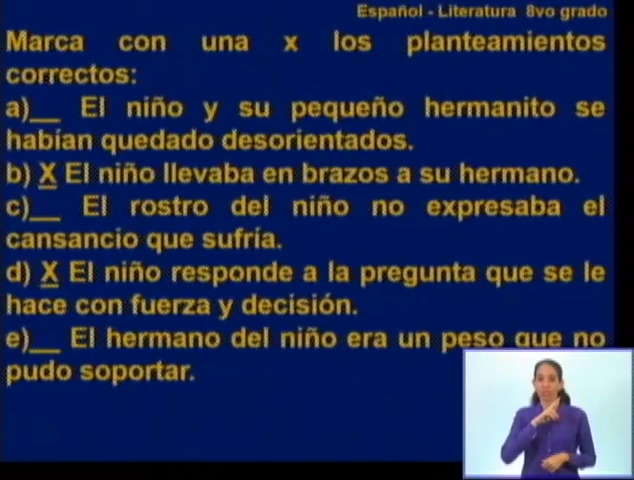 Español - Literatura 8vo grado
Marca con una x los planteamientos
correctos:
a)__ El niño y su pequeño hermanito se
habían quedado desorientados.
b) X El niño llevaba en brazos a su hermano.
c)__ El rostro del niño no expresaba el
cansancio que sufría.
d) X El niño responde a la pregunta que se le
hace con fuerza y decisión.
e)__ El hermano del niño era un peso que no
pudo soportar.